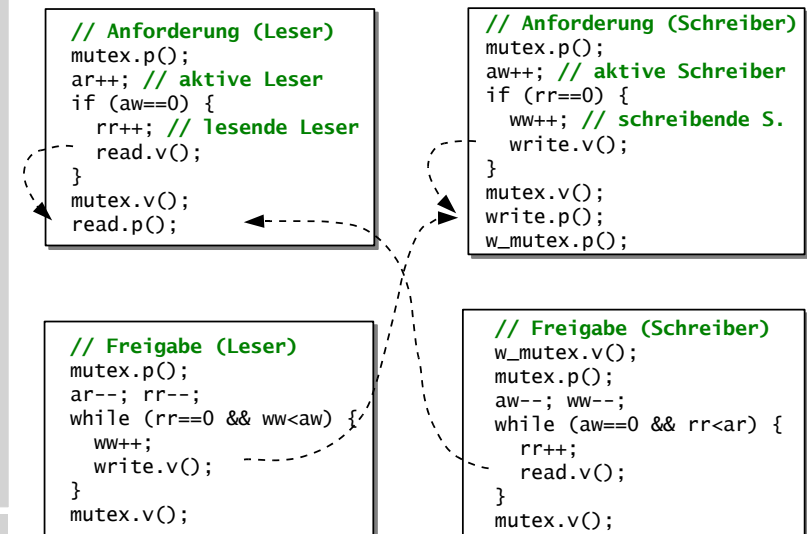 // Anforderung (Leser)
mutex.p();
ar++; // aktive Leser
if (aw==0) {
  rr++; // lesende Leser
  read.v();
}
mutex.v();
read.p();
// Anforderung (Schreiber)
mutex.p();
aw++; // aktive Schreiber
if (rr==0) {
  ww++; // schreibende S.
  write.v();
}
mutex.v();
write.p();
w_mutex.p();
// Freigabe (Leser)
mutex.p();
ar--; rr--;
while (rr==0 && ww<aw) {
  ww++;
  write.v();
}
mutex.v();
// Freigabe (Schreiber)
w_mutex.v();
mutex.p();
aw--; ww--;
while (aw==0 && rr<ar) {
  rr++;
  read.v();
}
mutex.v();